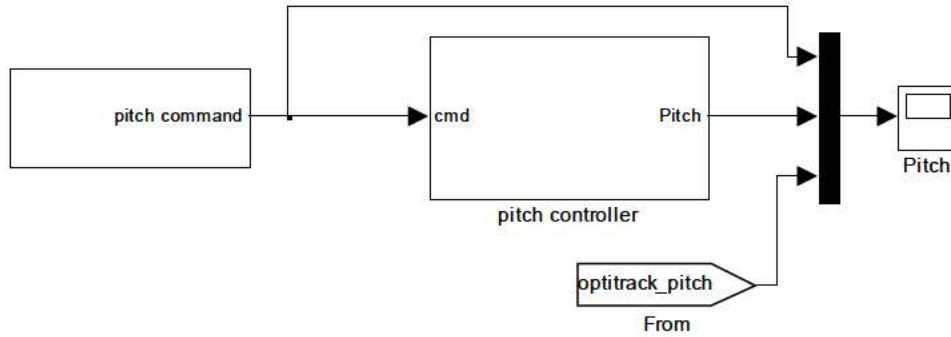 pitch command
cmd
Pitch
pitch controller
Pitch
optitrack_pitch
From